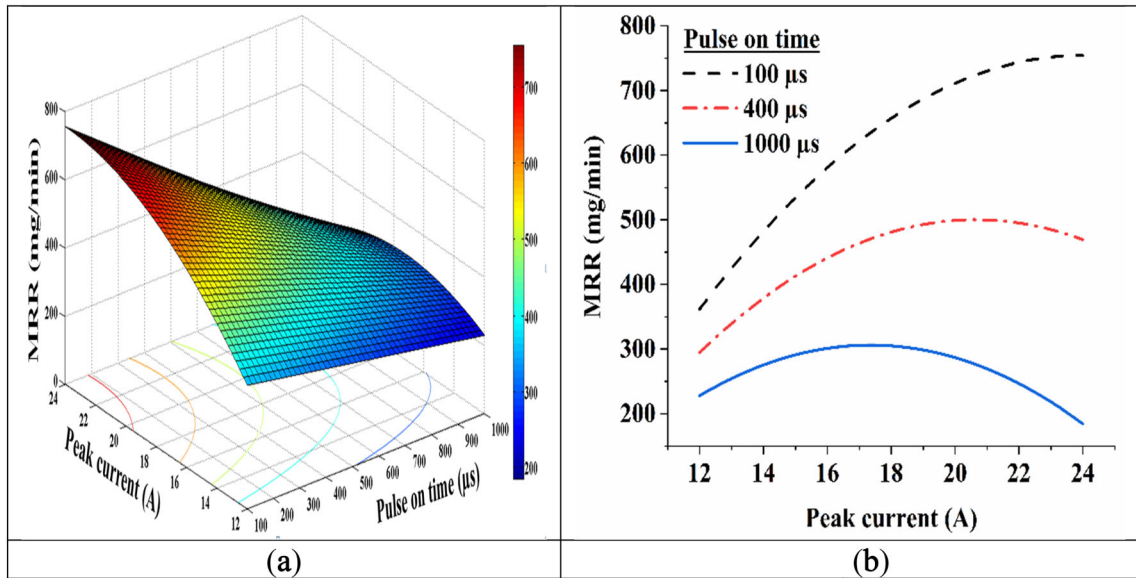 800
600
400
200
0
MRR (mg/min)
24
22
20
18
16
14
12
Peak current (A)
100
200
300
400
500
600
700
800
900
1000
Pulse on time (µs)
700
600
500
400
300
200
(a)
Pulse on time
100 µs
400 µs
1000 µs
800
700
600
500
400
300
200
MRR (mg/min)
12 14 16 18 20 22 24
Peak current (A)
(b)